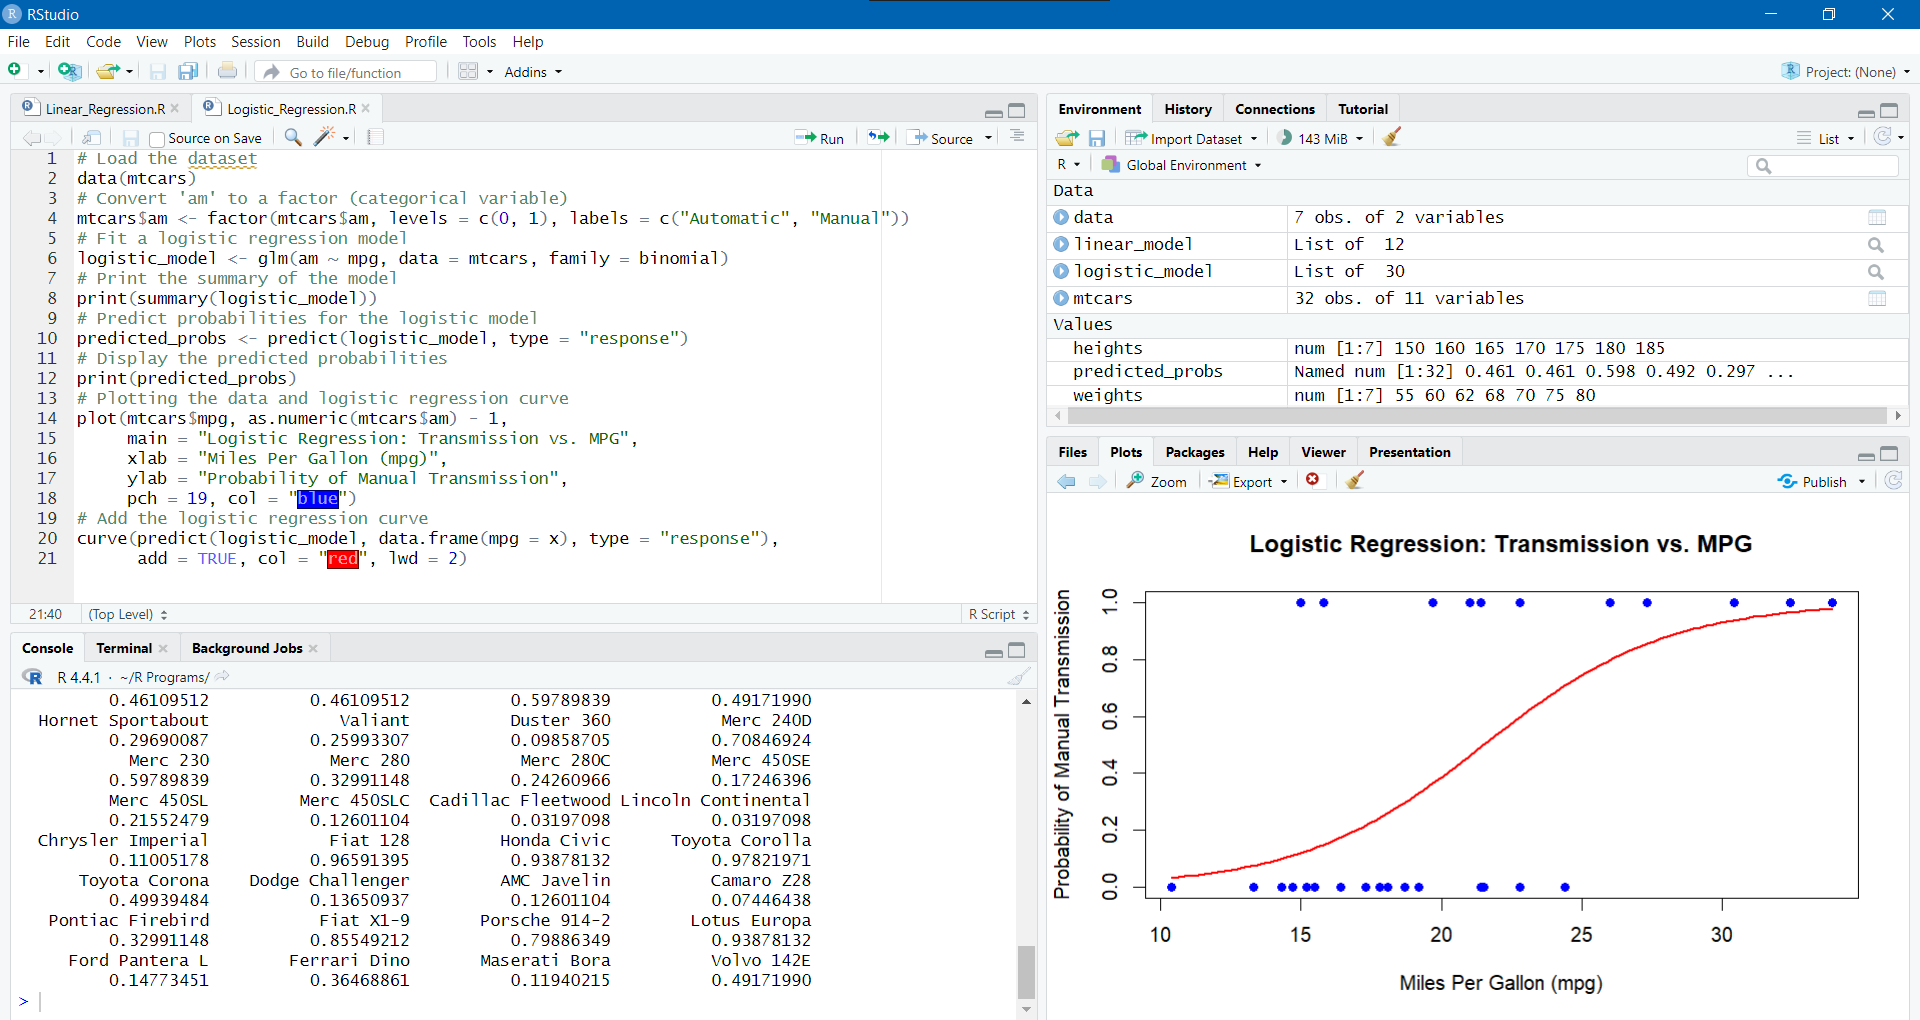 RStudio
File Edit Code View Plots Session Build Debug Profile Tools Help
Go to file/function
Addins
Project: (None)
Linear_Regression.R
Logistic_Regression.R
Source on Save
Run
Source
1 # Load the dataset
2 data(mtcars)
3 # Convert 'am' to a factor (categorical variable)
4 mtcars$am <- factor(mtcars$am, levels = c(0, 1), labels = c("Automatic", "Manual"))
5 # Fit a logistic regression model
6 logistic_model <- glm(am ~ mpg, data = mtcars, family = binomial)
7 # Print the summary of the model
8 print(summary(logistic_model))
9 # Predict probabilities for the logistic model
10 predicted_probs <- predict(logistic_model, type = "response")
11 # Display the predicted probabilities
12 print(predicted_probs)
13 # Plotting the data and logistic regression curve
14 plot(mtcars$mpg, as.numeric(mtcars$am) - 1,
15 main = "Logistic Regression: Transmission vs. MPG",
16 xlab = "Miles Per Gallon (mpg)",
17 ylab = "Probability of Manual Transmission",
18 pch = 19, col = "blue")
19 # Add the logistic regression curve
20 curve(predict(logistic_model, data.frame(mpg = x), type = "response"),
21 add = TRUE, col = "red", lwd = 2)
21:40 (Top Level) R Script
Console Terminal Background Jobs
R 4.4.1 · ~/R Programs/
0.46109512 0.46109512 0.59789839 0.49171990
Hornet Sportabout Valiant Duster 360 Merc 240D
0.29690087 0.25993307 0.09858705 0.70846924
Merc 230 Merc 280 Merc 280C Merc 450SE
0.59789839 0.32991148 0.24260966 0.17246396
Merc 450SL Merc 450SLC Cadillac Fleetwood Lincoln Continental
0.21552479 0.12601104 0.03197098 0.03197098
Chrysler Imperial Fiat 128 Honda Civic Toyota Corolla
0.11005178 0.96591395 0.93878132 0.97821971
Toyota Corona Dodge Challenger AMC Javelin Camaro Z28
0.49939484 0.13650937 0.12601104 0.07446438
Pontiac Firebird Fiat X1-9 Porsche 914-2 Lotus Europa
0.32991148 0.85549212 0.79886349 0.93878132
Ford Pantera L Ferrari Dino Maserati Bora Volvo 142E
0.14773451 0.36468861 0.11940215 0.49171990
>
Environment History Connections Tutorial
Import Dataset 143 MiB List
R Global Environment
Data
data 7 obs. of 2 variables
linear_model List of 12
logistic_model List of 30
mtcars 32 obs. of 11 variables
Values
heights num [1:7] 150 160 165 170 175 180 185
predicted_probs Named num [1:32] 0.461 0.461 0.598 0.492 0.297 ...
weights num [1:7] 55 60 62 68 70 75 80
Files Plots Packages Help Viewer Presentation
Zoom Export Publish
Logistic Regression: Transmission vs. MPG
Probability of Manual Transmission
1.0
0.8
0.6
0.4
0.2
0.0
10 15 20 25 30
Miles Per Gallon (mpg)